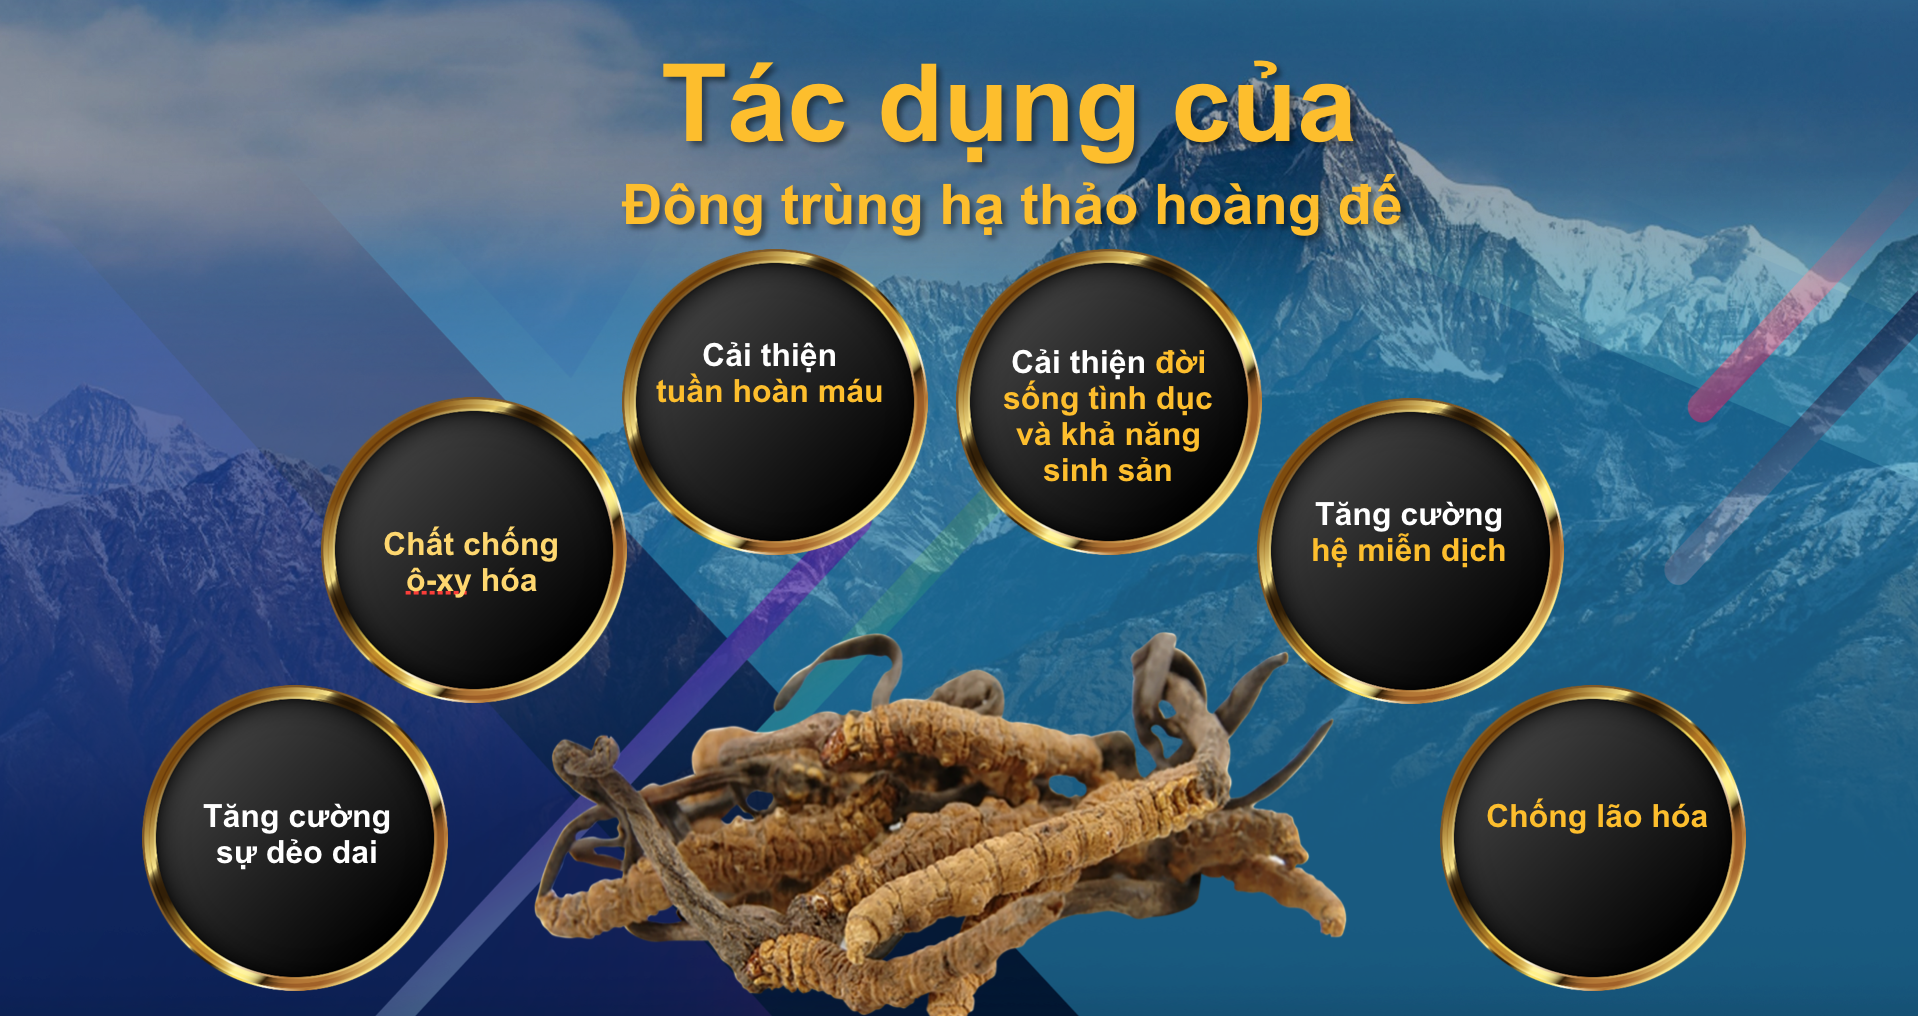 Tác dụng của
Đông trùng hạ thảo hoàng đế
Cải thiện
tuần hoàn máu
Cải thiện đời
sống tình dục
và khả năng
sinh sản
Chất chống
ô-xy hóa
Tăng cường
hệ miễn dịch
Tăng cường
sự dẻo dai
Chống lão hóa